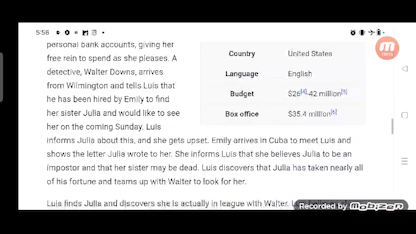 5:56
personal bank accounts, giving her
free rein to spend as she pleases. A
detective, Walter Downs, arrives
from Wilmington and tells Luis that
he has been hired by Emily to find
her sister Julia and would like to see
her on the coming Sunday. Luis
informs Julia about this, and she gets upset. Emily arrives in Cuba to meet Luis and
shows the letter Julia wrote to her. She informs Luis that she believes Julia to be an
impostor and that her sister may be dead. Luis discovers that Julia has taken nearly all
of his fortune and teams up with Walter to look for her.
Luis finds Julia and discovers she is actually in league with Walter.
Country United States
Language English
Budget $26[4]-42 million[5]
Box office $35.4 million[6]
Recorded by Mobizen